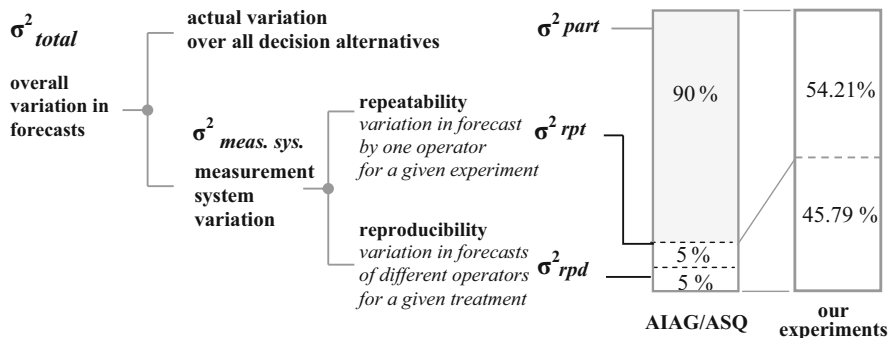 σ² total
overall
variation in
forecasts
actual variation
over all decision alternatives
σ² meas. sys.
measurement
system
variation
repeatability
variation in forecast
by one operator
for a given experiment
reproducibility
variation in forecasts
of different operators
for a given treatment
σ² part
σ² rpt
σ² rpd
90 %
5 %
5 %
AIAG/ASQ
54.21%
45.79 %
our
experiments